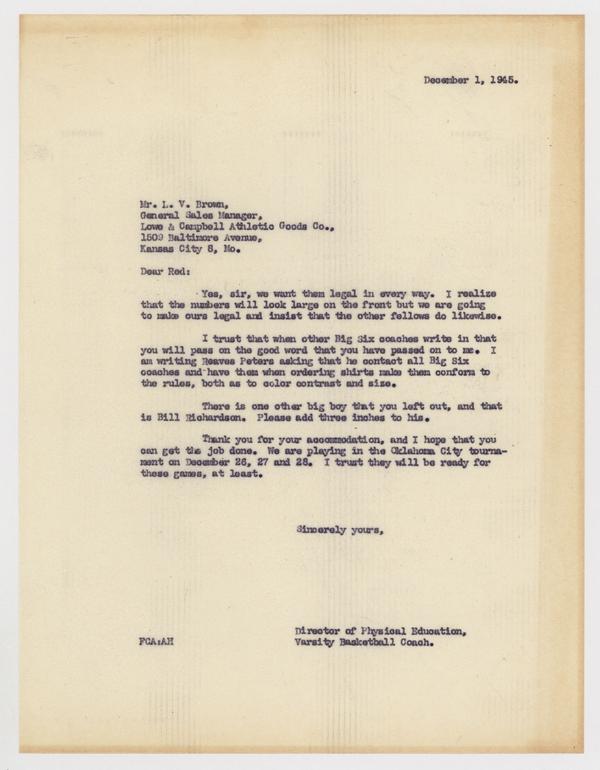 December 1, 1945.
Mr. L. V. Brown,
General Sales Manager,
Lowe & Campbell Athletic Goods Co.,
1509 Baltimore Avenue,
Kansas City 8, Mo.
Dear Red:
Yes, sir, we want them legal in every way. I realize
that the numbers will look large on the front but we are going
to make ours legal and insist that the other fellows do likewise.
I trust that when other Big Six coaches write in that
you will pass on the good word that you have passed on to me. I
am writing Reaves Peters asking that he contact all Big Six
coaches and have them when ordering shirts make them conform to
the rules, both as to color contrast and size.
There is one other big boy that you left out, and that
is Bill Richardson. Please add three inches to his.
Thank you for your accommodation, and I hope that you
can get the job done. We are playing in the Oklahoma City tourna-
ment on December 26, 27 and 28. I trust they will be ready for
these games, at least.
Sincerely yours,
Director of Physical Education,
FCA:AH Varsity Basketball Coach.